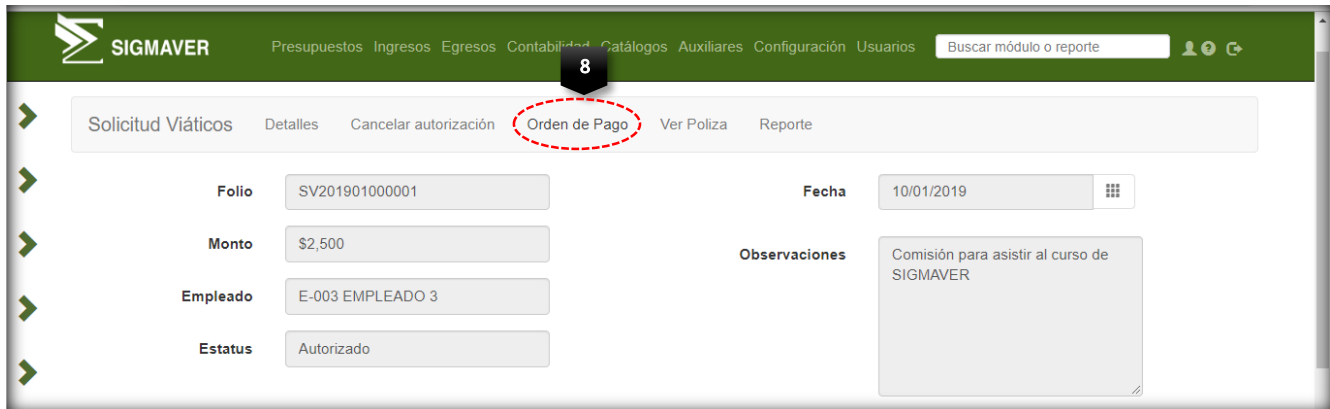 SIGMAVER Presupuestos Ingresos Egresos Contabilidad Catálogos Auxiliares Configuración Usuarios Buscar módulo o reporte
8
Solicitud Viáticos Detalles Cancelar autorización Orden de Pago Ver Poliza Reporte
Folio SV201901000001 Fecha 10/01/2019
Monto $2,500 Observaciones Comisión para asistir al curso de
SIGMAVER
Empleado E-003 EMPLEADO 3
Estatus Autorizado